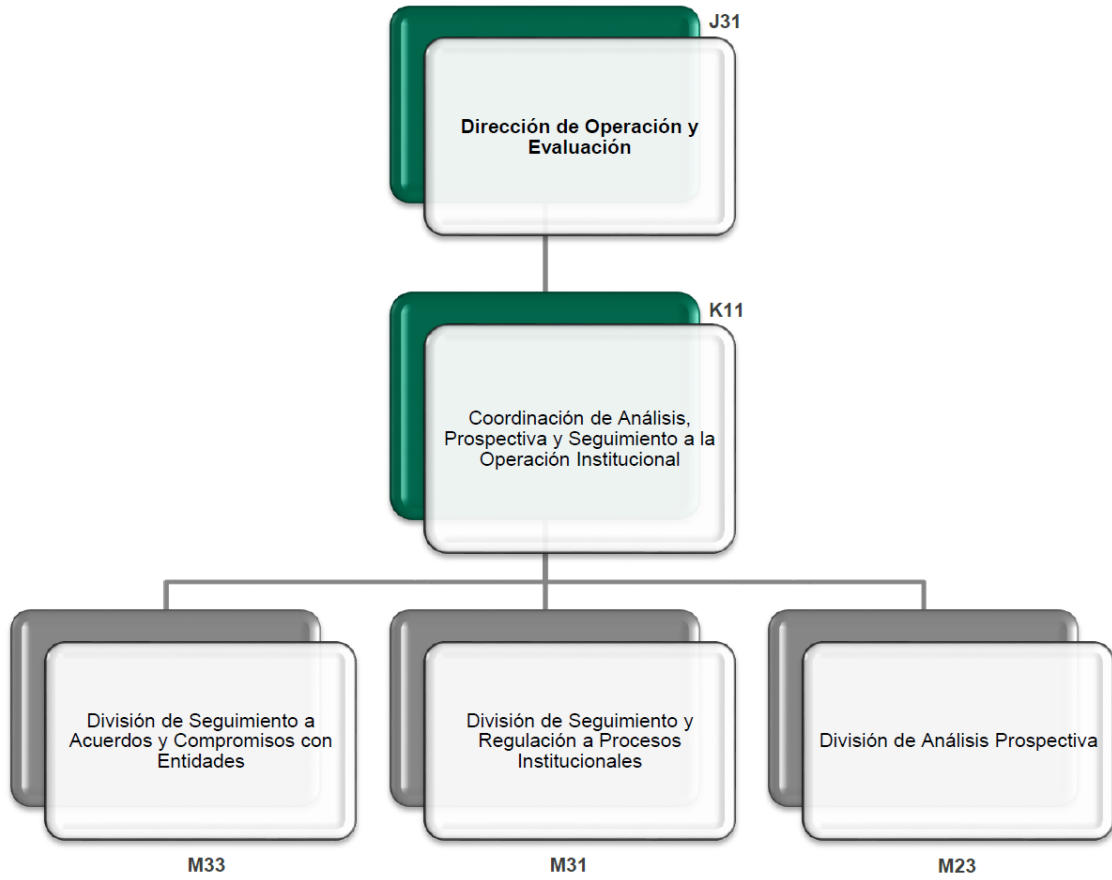 J31
Dirección de Operación y
Evaluación
K11
Coordinación de Análisis,
Prospectiva y Seguimiento a la
Operación Institucional
División de Seguimiento a
Acuerdos y Compromisos con
Entidades
División de Seguimiento y
Regulación a Procesos
Institucionales
División de Análisis Prospectiva
M33
M31
M23